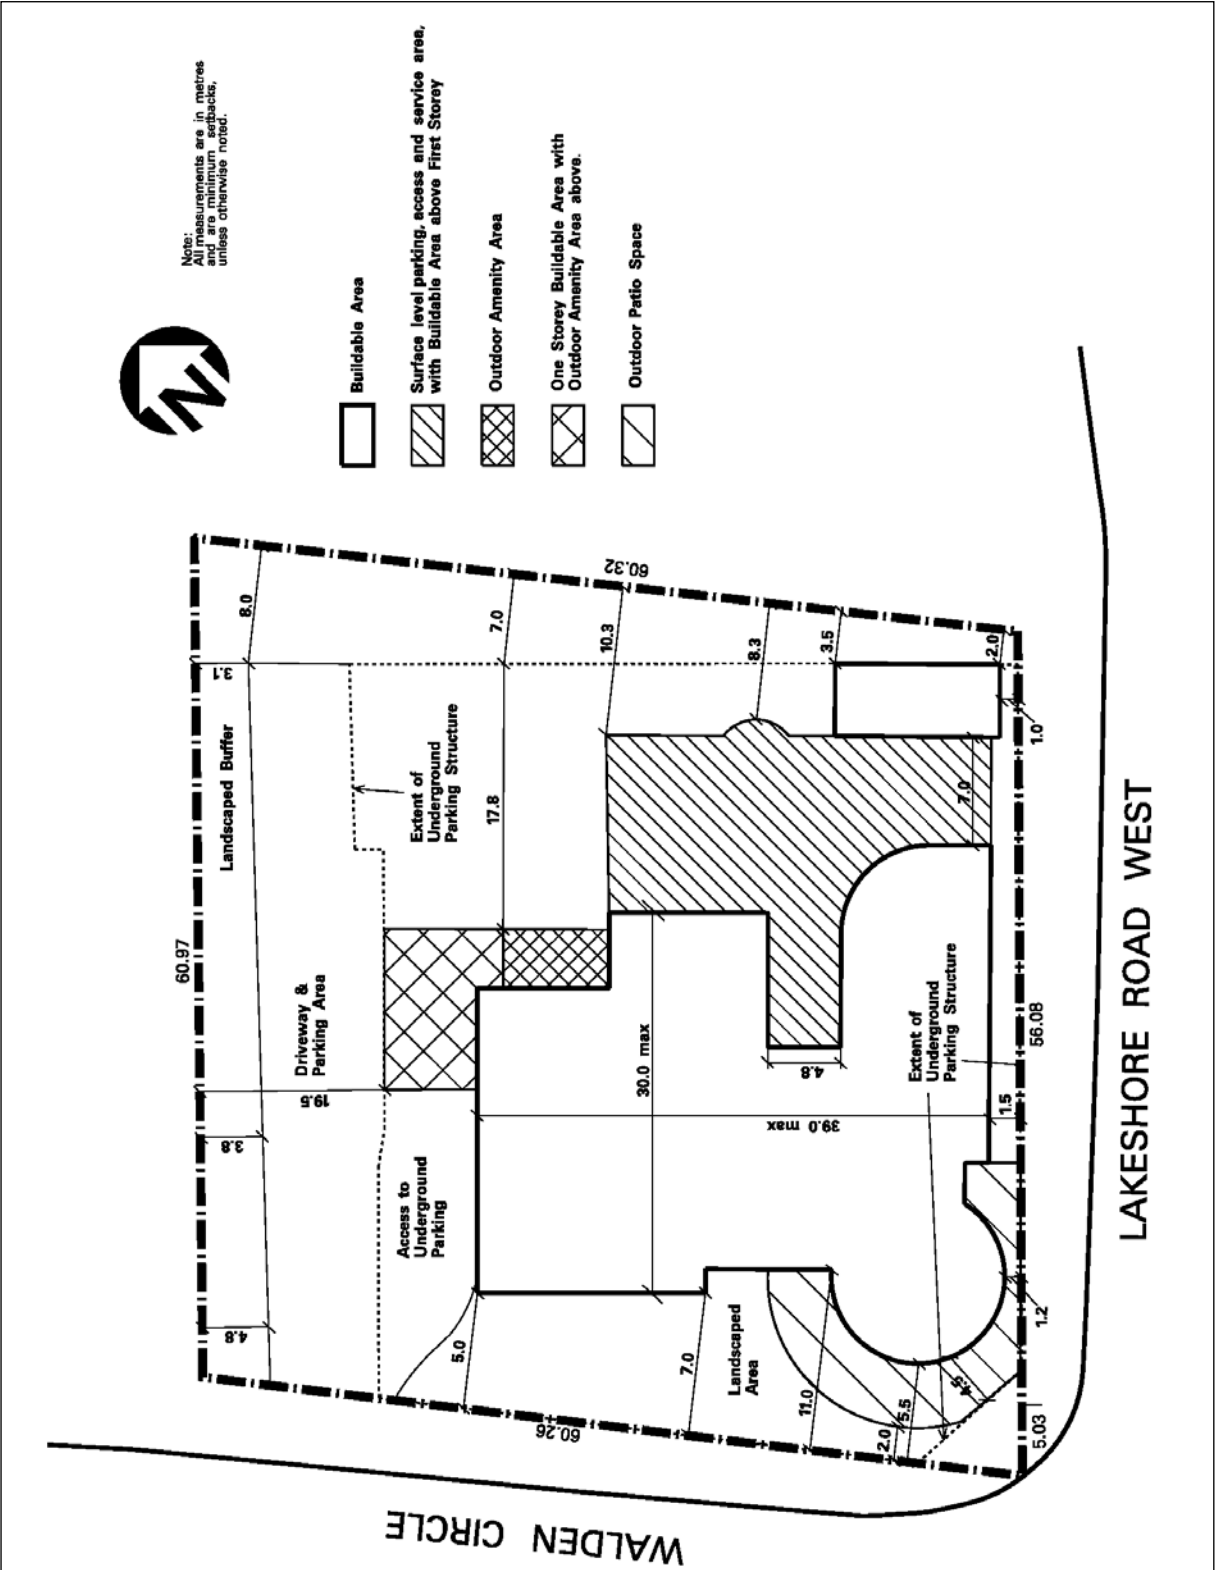 Note:
All measurements are in metres
and are minimum setbacks,
unless otherwise noted.
N
Buildable Area
Surface level parking, access and service area,
with Buildable Area above First Storey
Outdoor Amenity Area
One Storey Buildable Area with
Outdoor Amenity Area above.
Outdoor Patio Space
60.97
60.32
8.0
3.1
Landscaped Buffer
7.0
10.3
8.3
3.5
2.0
1.0
Extent of
Underground
Parking Structure
17.8
7.0
Driveway &
Parking Area
19.5
3.8
4.8
Access to
Underground
Parking
30.0 max
39.0 max
4.8
Extent of
Underground
Parking Structure
1.5
56.08
5.0
7.0
Landscaped
Area
11.0
2.0
5.5
4.5
1.2
5.03
60.26
WALDEN CIRCLE
LAKESHORE ROAD WEST